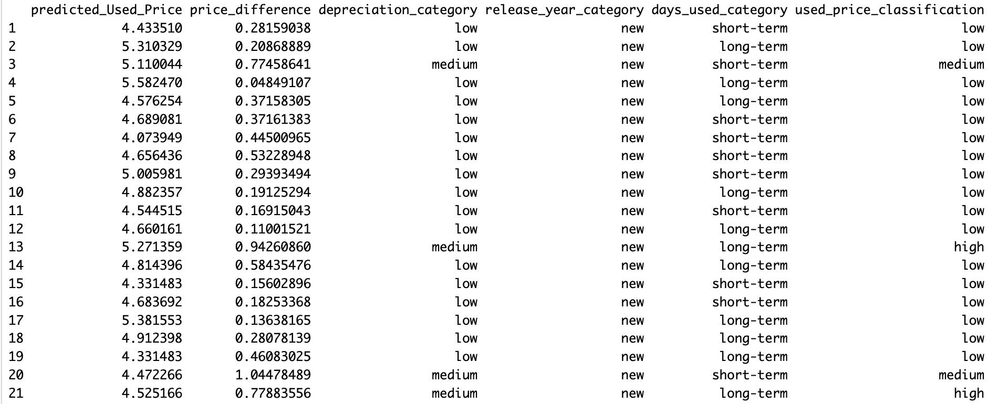 predicted_Used_Price price_difference depreciation_category release_year_category days_used_category used_price_classification
1 4.433510 0.28159038 low new short-term low
2 5.310329 0.20868889 low new long-term low
3 5.110044 0.77458641 medium new short-term medium
4 5.582470 0.04849107 low new long-term low
5 4.576254 0.37158305 low new long-term low
6 4.689081 0.37161383 low new short-term low
7 4.073949 0.44500965 low new short-term low
8 4.656436 0.53228948 low new short-term low
9 5.005981 0.29393494 low new short-term low
10 4.882357 0.19125294 low new long-term low
11 4.544515 0.16915043 low new short-term low
12 4.660161 0.11001521 low new long-term low
13 5.271359 0.94260860 medium new long-term high
14 4.814396 0.58435476 low new long-term low
15 4.331483 0.15602896 low new short-term low
16 4.683692 0.18253368 low new short-term low
17 5.381553 0.13638165 low new long-term low
18 4.912398 0.28078139 low new long-term low
19 4.331483 0.46083025 low new long-term low
20 4.472266 1.04478489 medium new short-term medium
21 4.525166 0.77883556 medium new long-term high